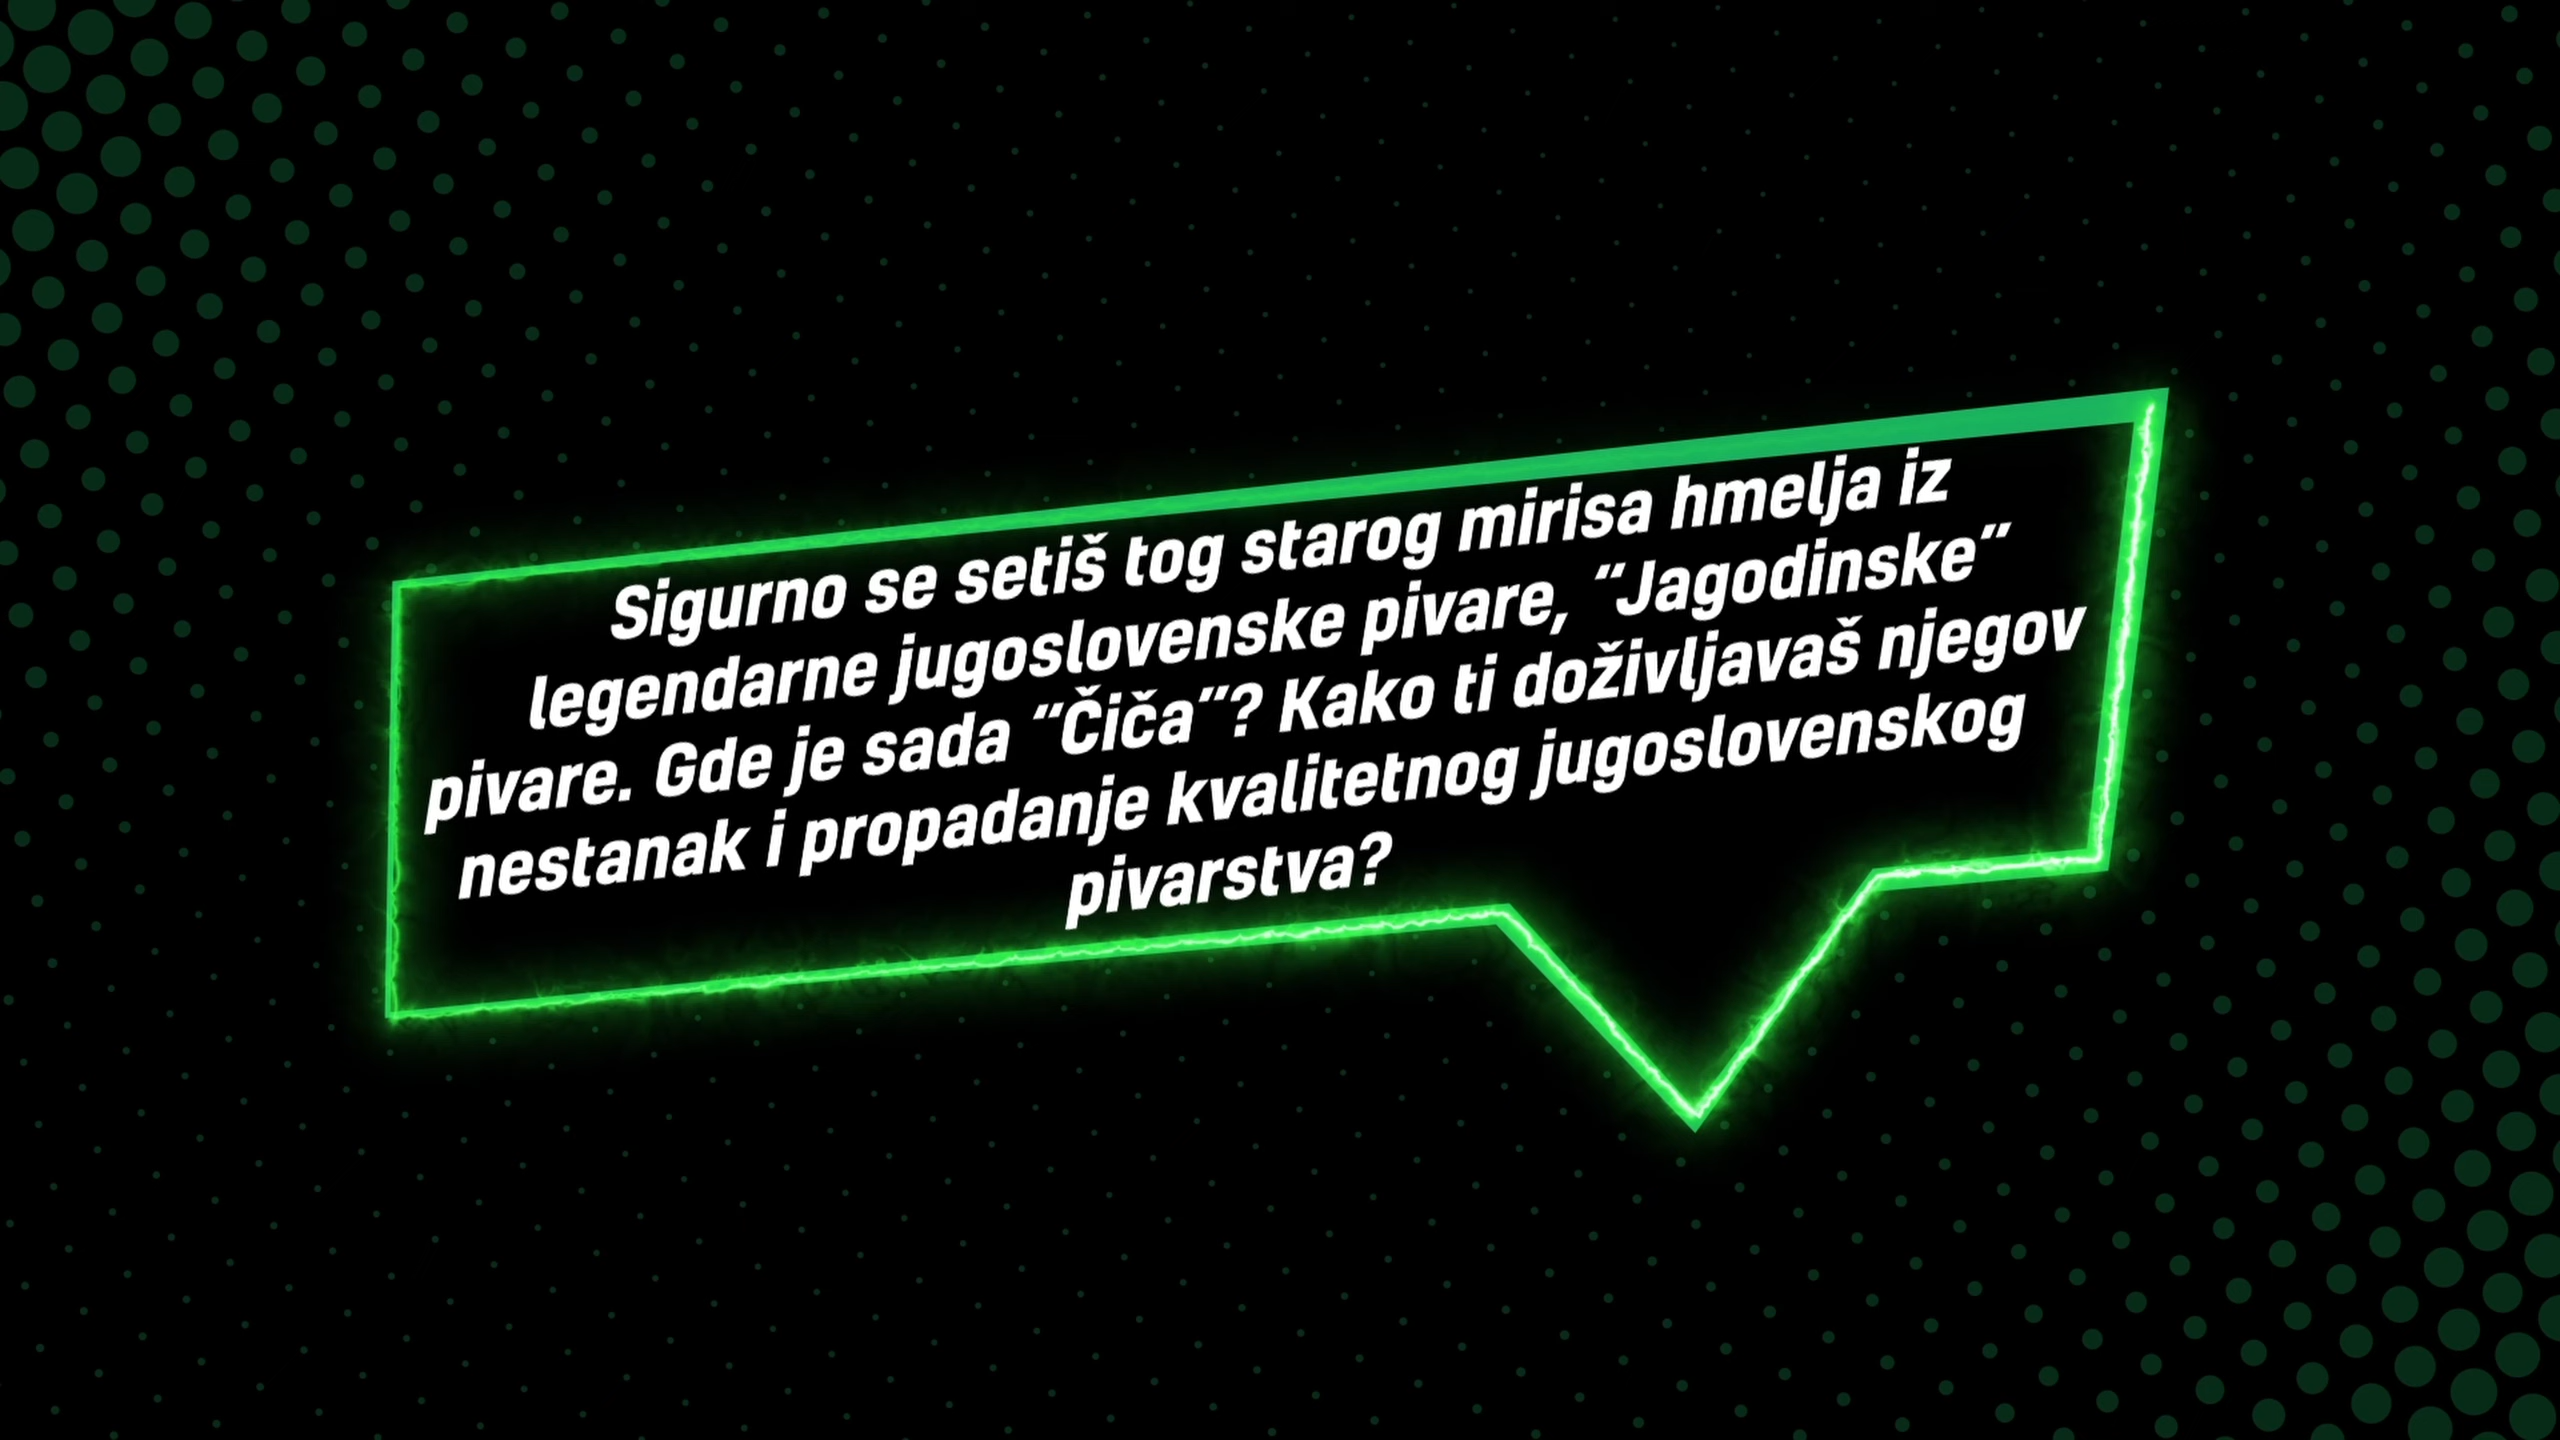 Sigurno se setiš tog starog mirisa hmelja iz
legendarne jugoslovenske pivare, “Jagodinske”
pivare. Gde je sada “Čiča”? Kako ti doživljavaš njegov
nestanak i propadanje kvalitetnog jugoslovenskog
pivarstva?